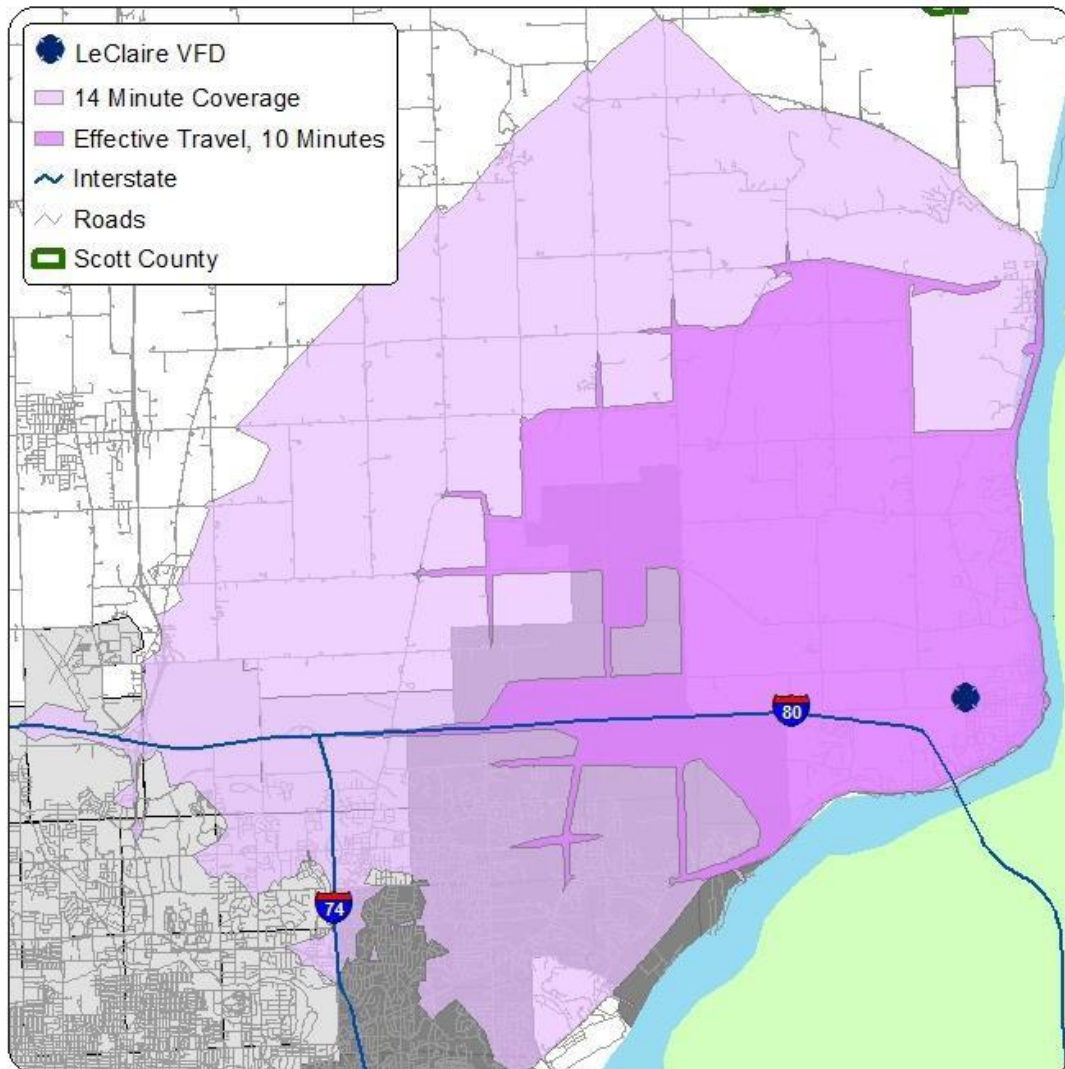 LeClaire VFD
14 Minute Coverage
Effective Travel, 10 Minutes
Interstate
Roads
Scott County
80
74